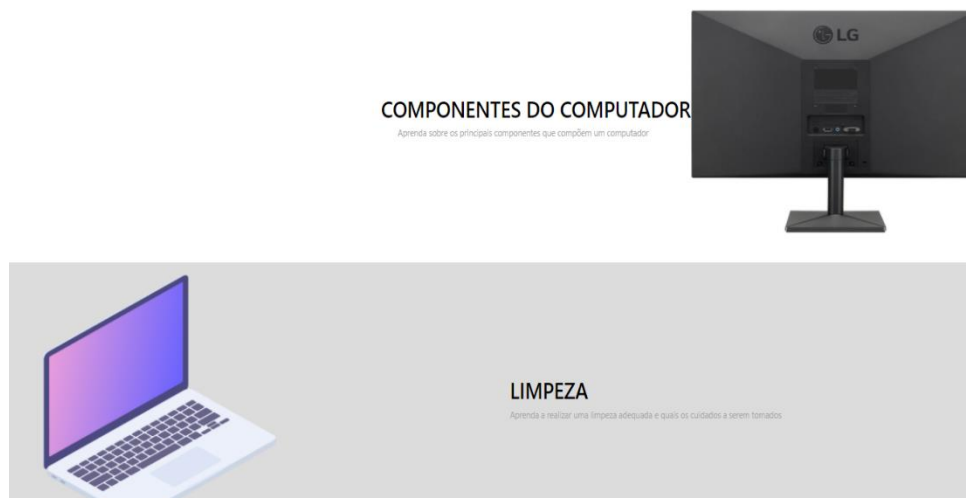 LG
COMPONENTES DO COMPUTADOR
Aprenda sobre os principais componentes que compõem um computador
LIMPEZA
Aprenda a realizar uma limpeza adequada e quais os cuidados a serem tomados